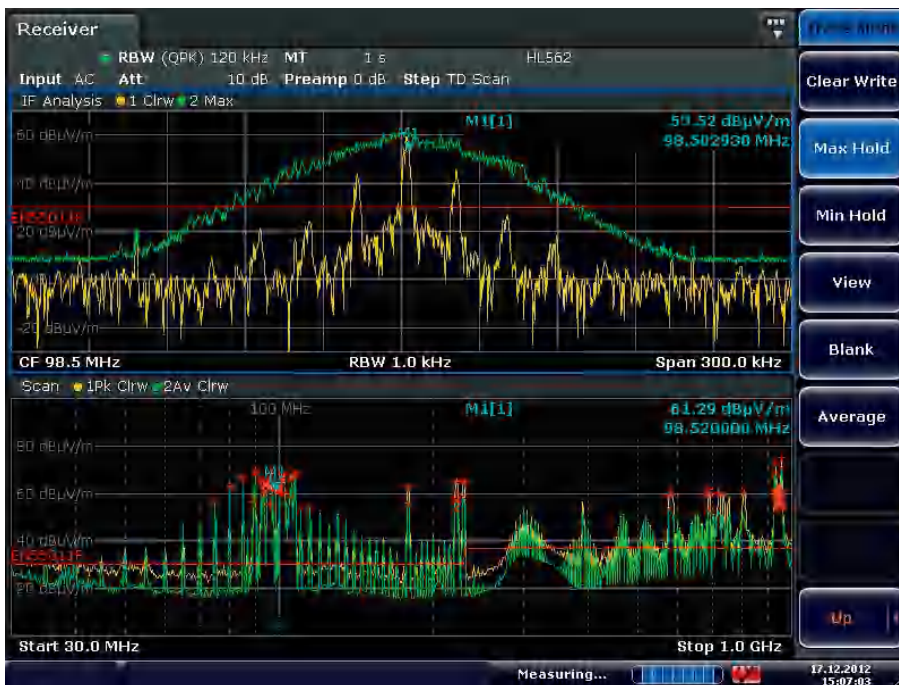 Receiver
RBW (QPK) 120 kHz MT 1 s HL562
Input AC Att 10 dB Preamp 0 dB Step TD Scan
IF Analysis 1 Clrw 2 Max
M1[1] 59.52 dBµV/m
98.502930 MHz
60 dBµV/m
40 dBµV/m
20 dBµV/m
-20 dBµV/m
CF 98.5 MHz RBW 1.0 kHz Span 300.0 kHz
Scan 1Pk Clrw 2Av Clrw
100 MHz M1[1] 61.29 dBµV/m
98.520000 MHz
80 dBµV/m
60 dBµV/m
40 dBµV/m
20 dBµV/m
Start 30.0 MHz Stop 1.0 GHz
Measuring... 17.12.2012
15:07:03
Clear Write
Max Hold
Min Hold
View
Blank
Average
Up